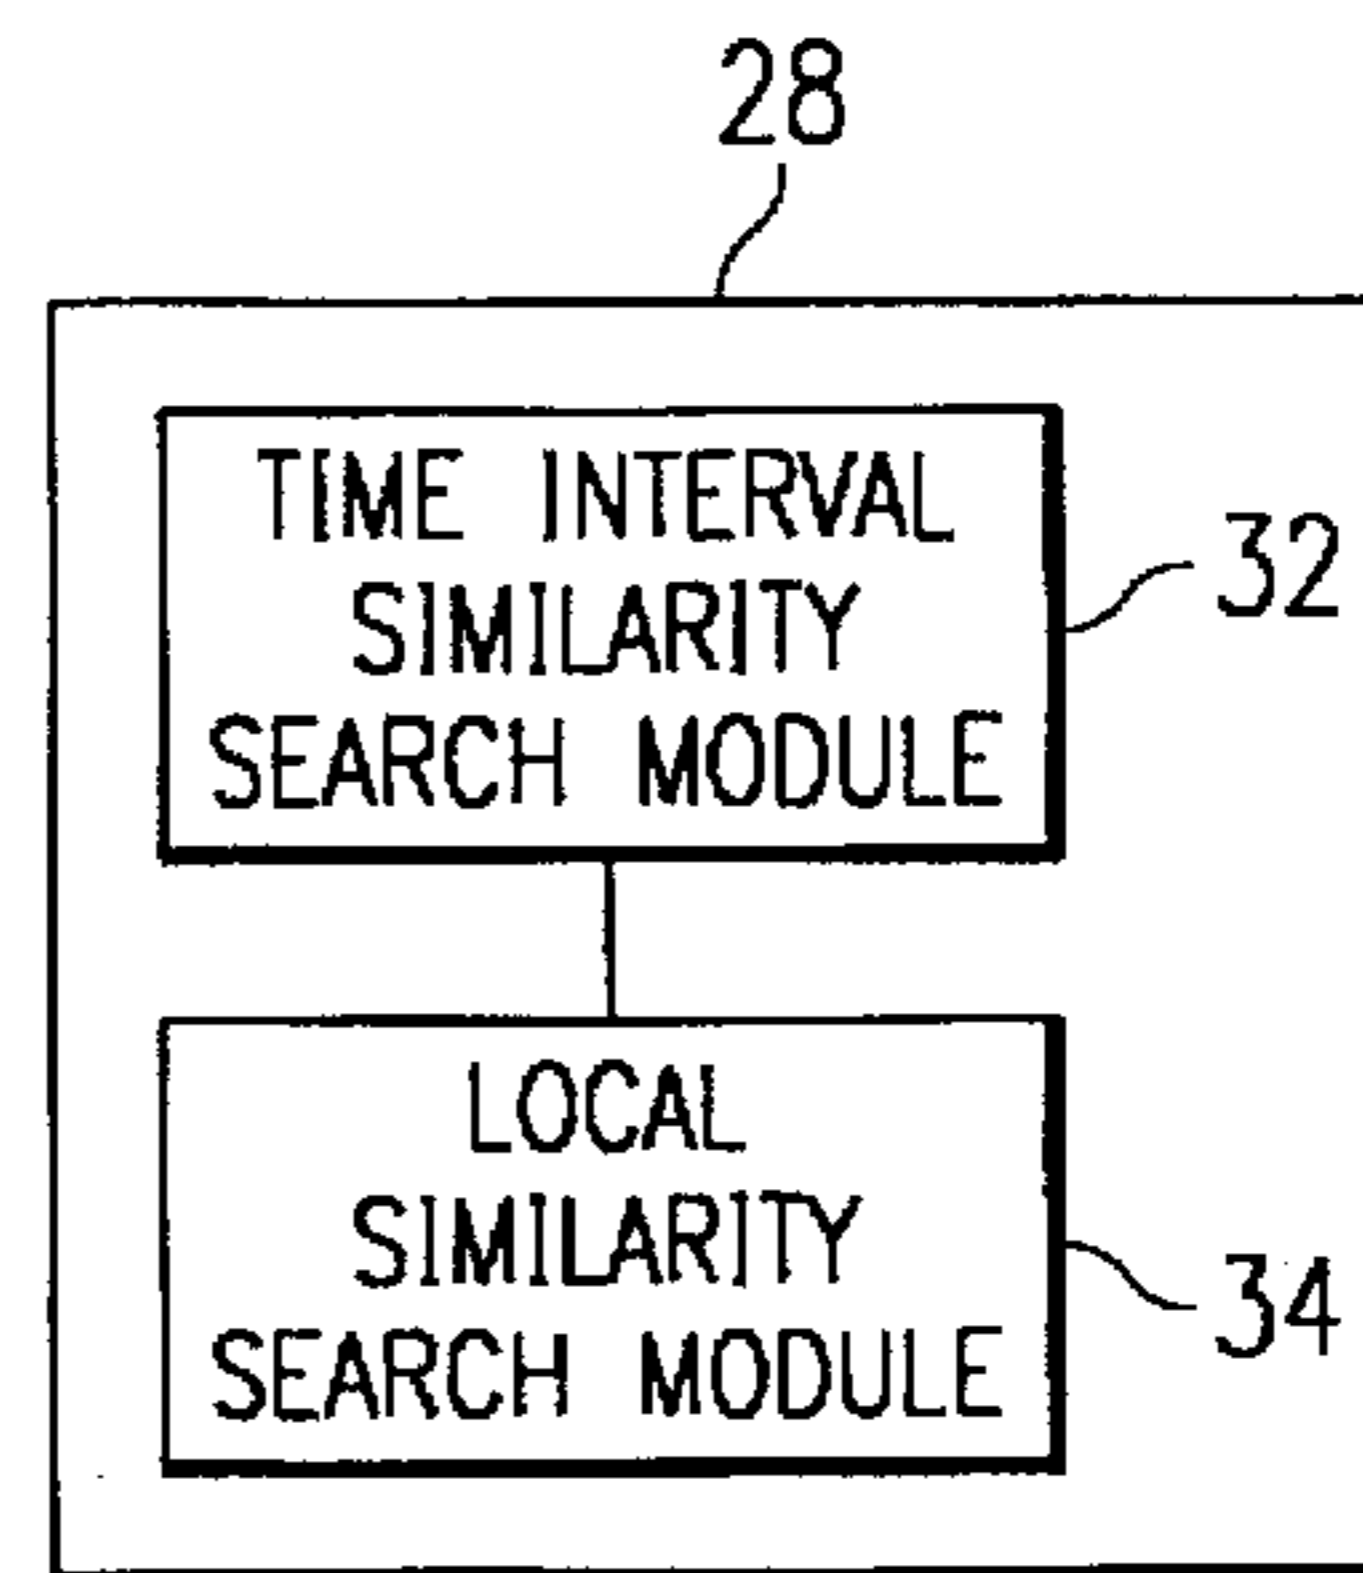 28
TIME INTERVAL
SIMILARITY
SEARCH MODULE
32
LOCAL
SIMILARITY
SEARCH MODULE
34